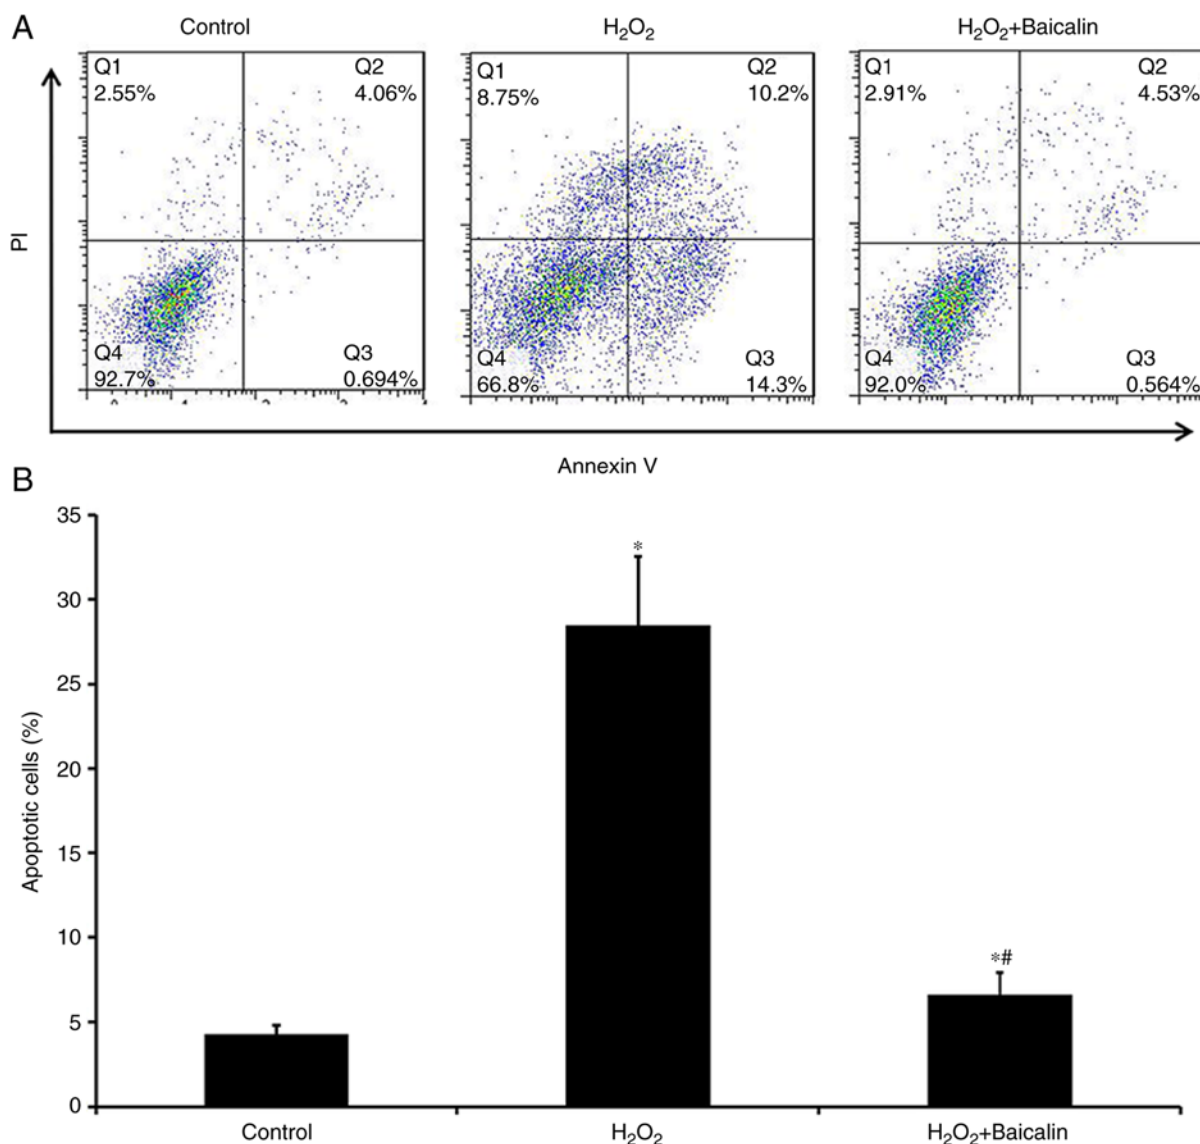 A
Control
H₂O₂
H₂O₂+Baicalin
Q1
2.55%
Q2
4.06%
Q4
92.7%
Q3
0.694%
Q1
8.75%
Q2
10.2%
Q4
66.8%
Q3
14.3%
Q1
2.91%
Q2
4.53%
Q4
92.0%
Q3
0.564%
PI
Annexin V
B
Apoptotic cells (%)
35
30
25
20
15
10
5
0
*
*#
Control
H₂O₂
H₂O₂+Baicalin